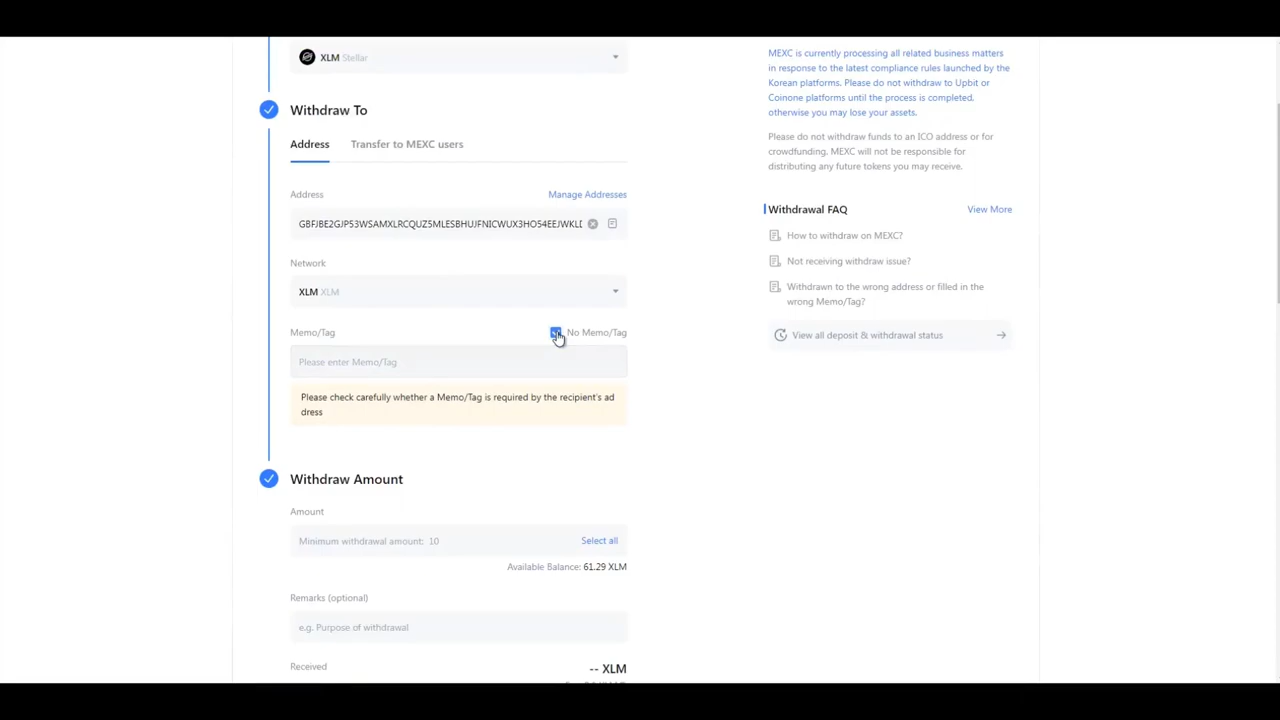 XLM Stellar
Withdraw To
Address Transfer to MEXC users
Address Manage Addresses
GBFJBE2GJP53WSAMXLRCQUZ5MLESBHUJFNICWUX3HO54EEJWKLD
Network
XLM XLM
Memo/Tag No Memo/Tag
Please enter Memo/Tag
Please check carefully whether a Memo/Tag is required by the recipient's ad
dress
Withdraw Amount
Amount
Minimum withdrawal amount: 10 Select all
Available Balance: 61.29 XLM
Remarks (optional)
e.g. Purpose of withdrawal
Received -- XLM
MEXC is currently processing all related business matters
in response to the latest compliance rules launched by the
Korean platforms. Please do not withdraw to Upbit or
Coinone platforms until the process is completed,
otherwise you may lose your assets.
Please do not withdraw funds to an ICO address or for
crowdfunding. MEXC will not be responsible for
distributing any future tokens you may receive.
Withdrawal FAQ View More
How to withdraw on MEXC?
Not receiving withdraw issue?
Withdrawn to the wrong address or filled in the
wrong Memo/Tag?
View all deposit & withdrawal status